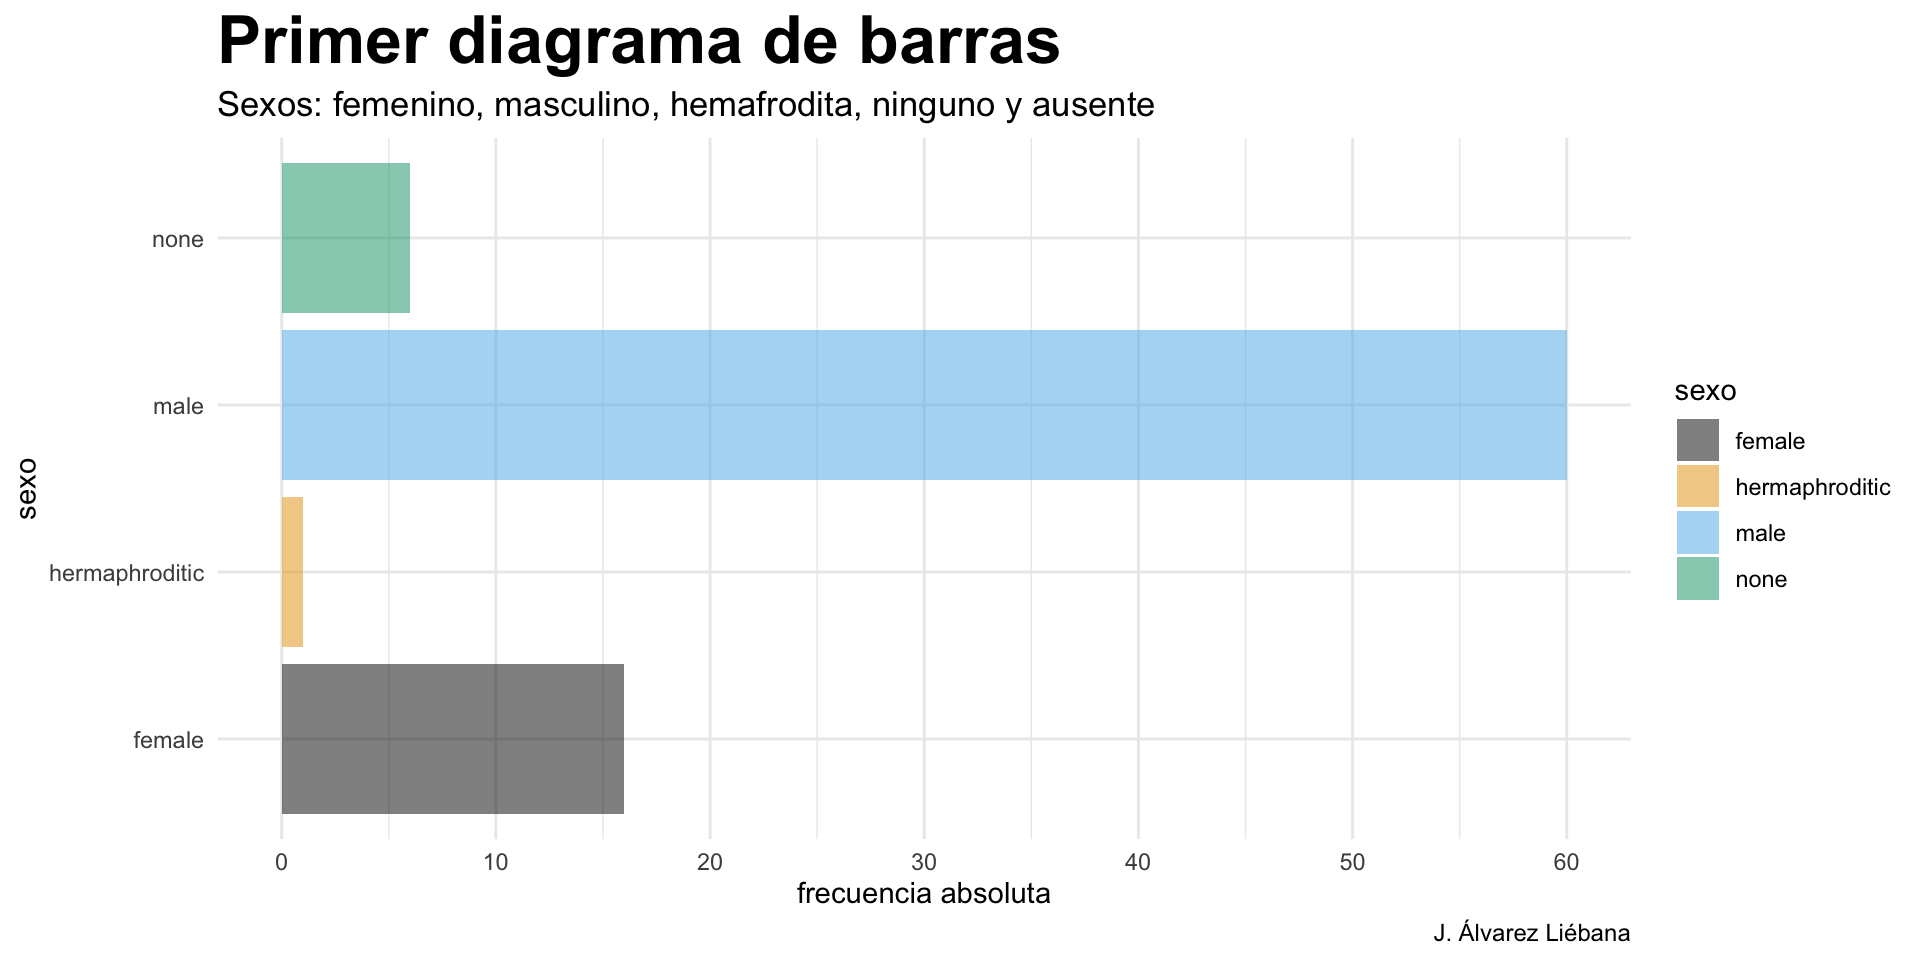 Primer diagrama de barras
Sexos: femenino, masculino, hemafrodita, ninguno y ausente
none
male
hermaphroditic
female
sexo
0 10 20 30 40 50 60
frecuencia absoluta
sexo
female
hermaphroditic
male
none
J. Álvarez Liébana